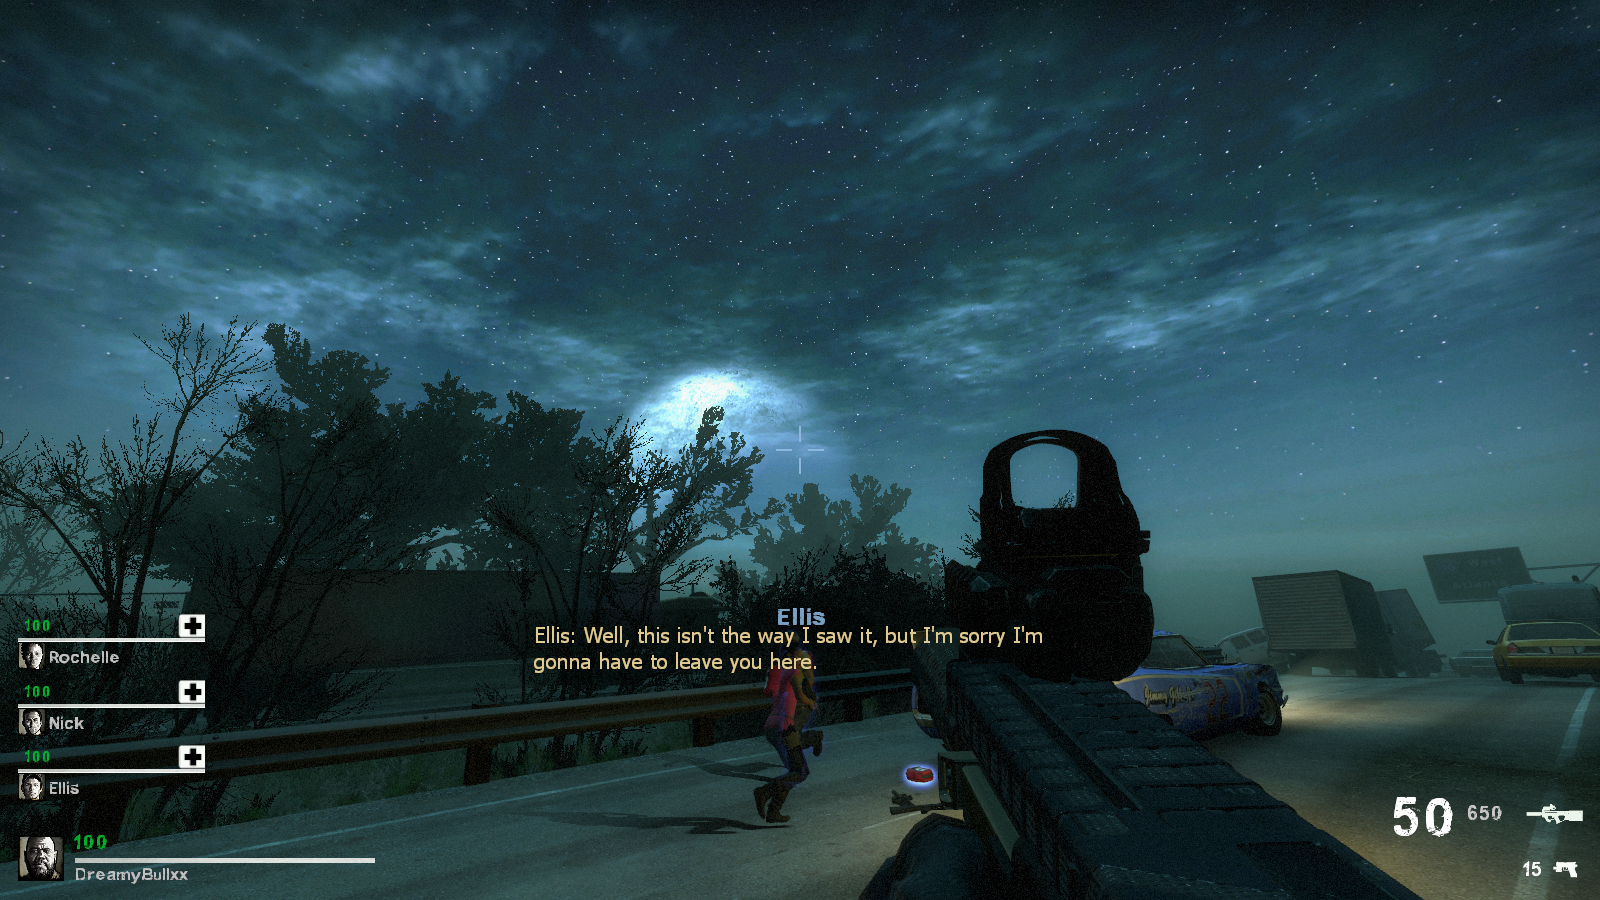 Ellis
Ellis: Well, this isn't the way I saw it, but I'm sorry I'm
gonna have to leave you here.
100
Rochelle
100
Nick
100
Ellis
100
DreamyBullxx
50 650
15